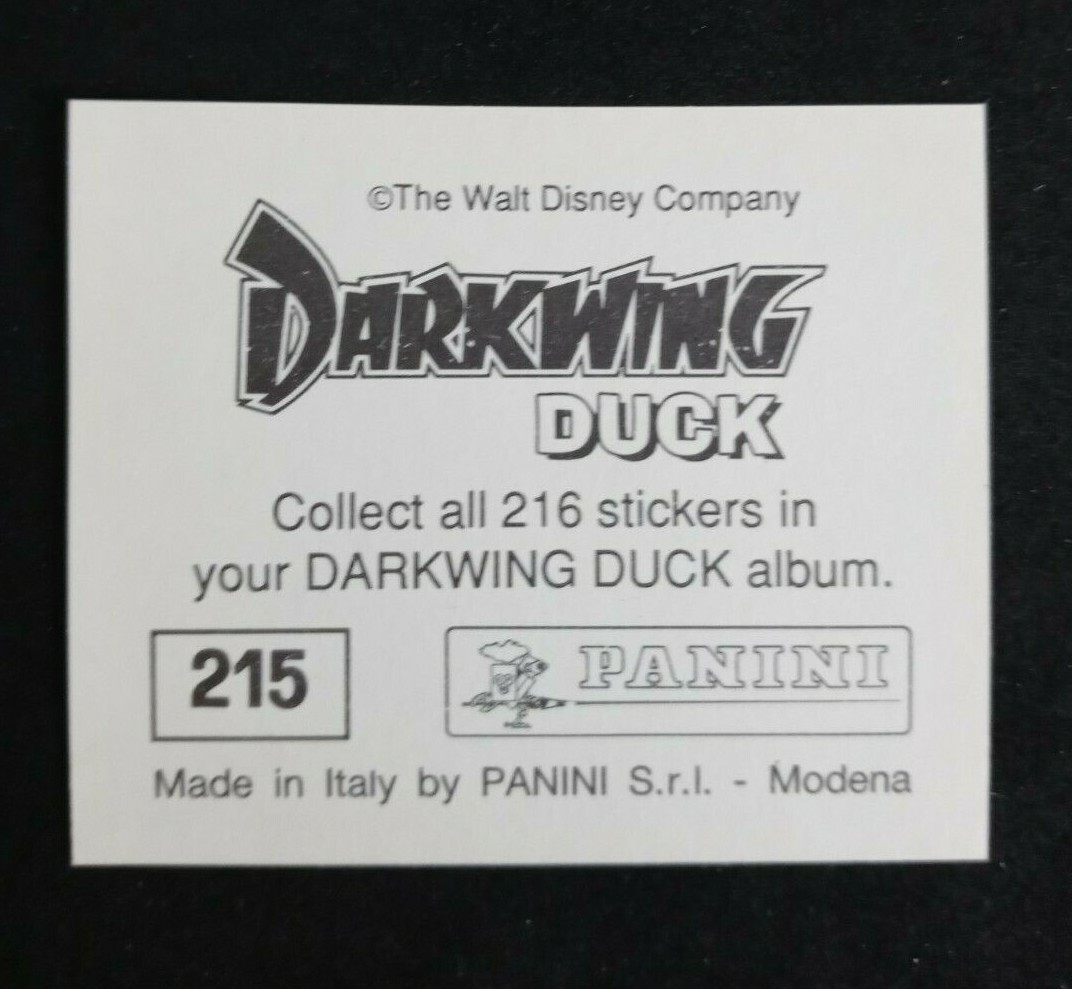 ©The Walt Disney Company
DARKWING
DUCK
Collect all 216 stickers in
your DARKWING DUCK album.
215
PANINI
Made in Italy by PANINI S.r.l. - Modena